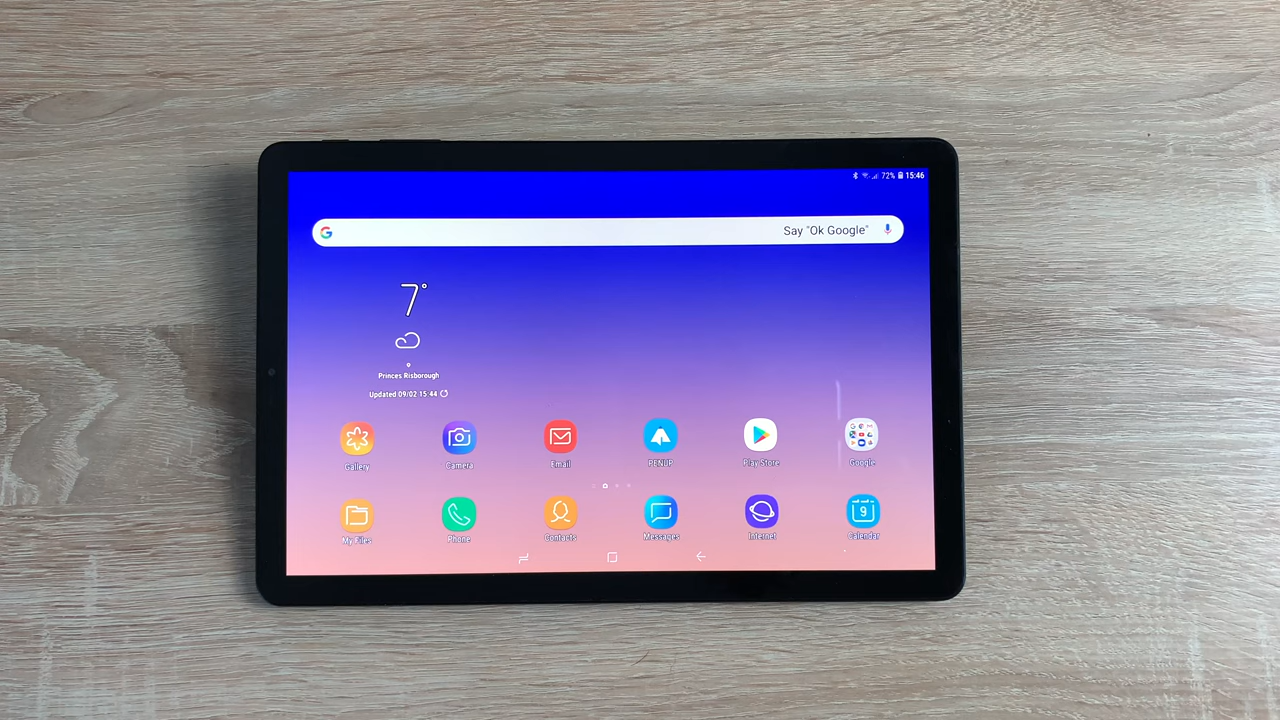 72% 15:46
Say "Ok Google"
7°
Princes Risborough
Updated 09/02 15:44
Gallery
Camera
Email
PENUP
Play Store
Google
My Files
Phone
Contacts
Messages
Internet
9
Calendar